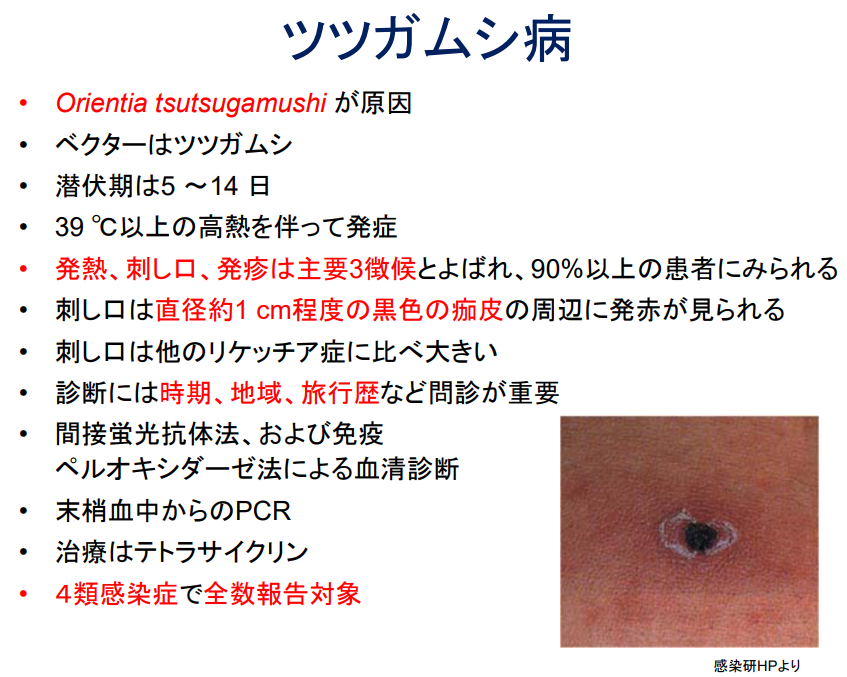 ツツガムシ病
• Orientia tsutsugamushi が原因
• ベクターはツツガムシ
• 潜伏期は5 ～14 日
• 39 ℃以上の高熱を伴って発症
• 発熱、刺し口、発疹は主要3徴候とよばれ、90%以上の患者にみられる
• 刺し口は直径約1 cm程度の黒色の痂皮の周辺に発赤が見られる
• 刺し口は他のリケッチア症に比べ大きい
• 診断には時期、地域、旅行歴など問診が重要
• 間接蛍光抗体法、および免疫
ペルオキシダーゼ法による血清診断
• 末梢血中からのPCR
• 治療はテトラサイクリン
• ４類感染症で全数報告対象
感染研HPより